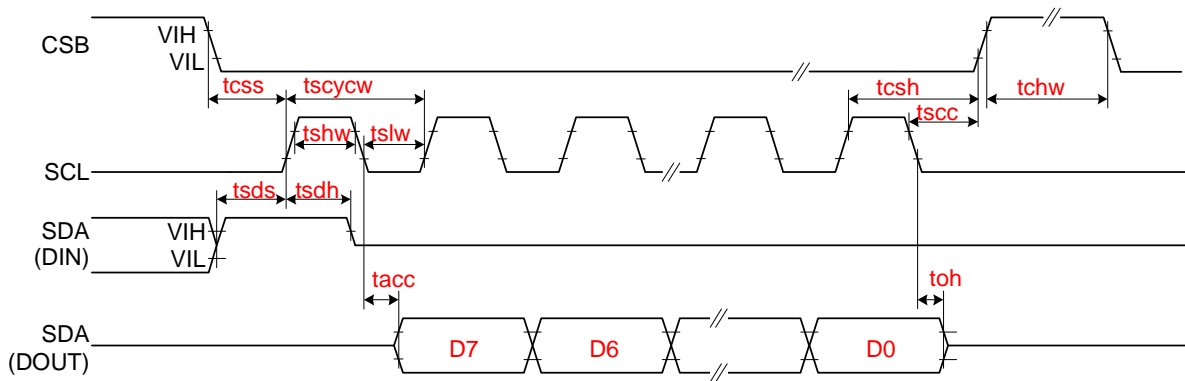 CSB
VIH
VIL
tcss
tscycw
tcsh
tchw
tscc
tshw
tslw
SCL
tsds
tsdh
SDA
(DIN)
VIH
VIL
tacc
toh
SDA
(DOUT)
D7
D6
D0